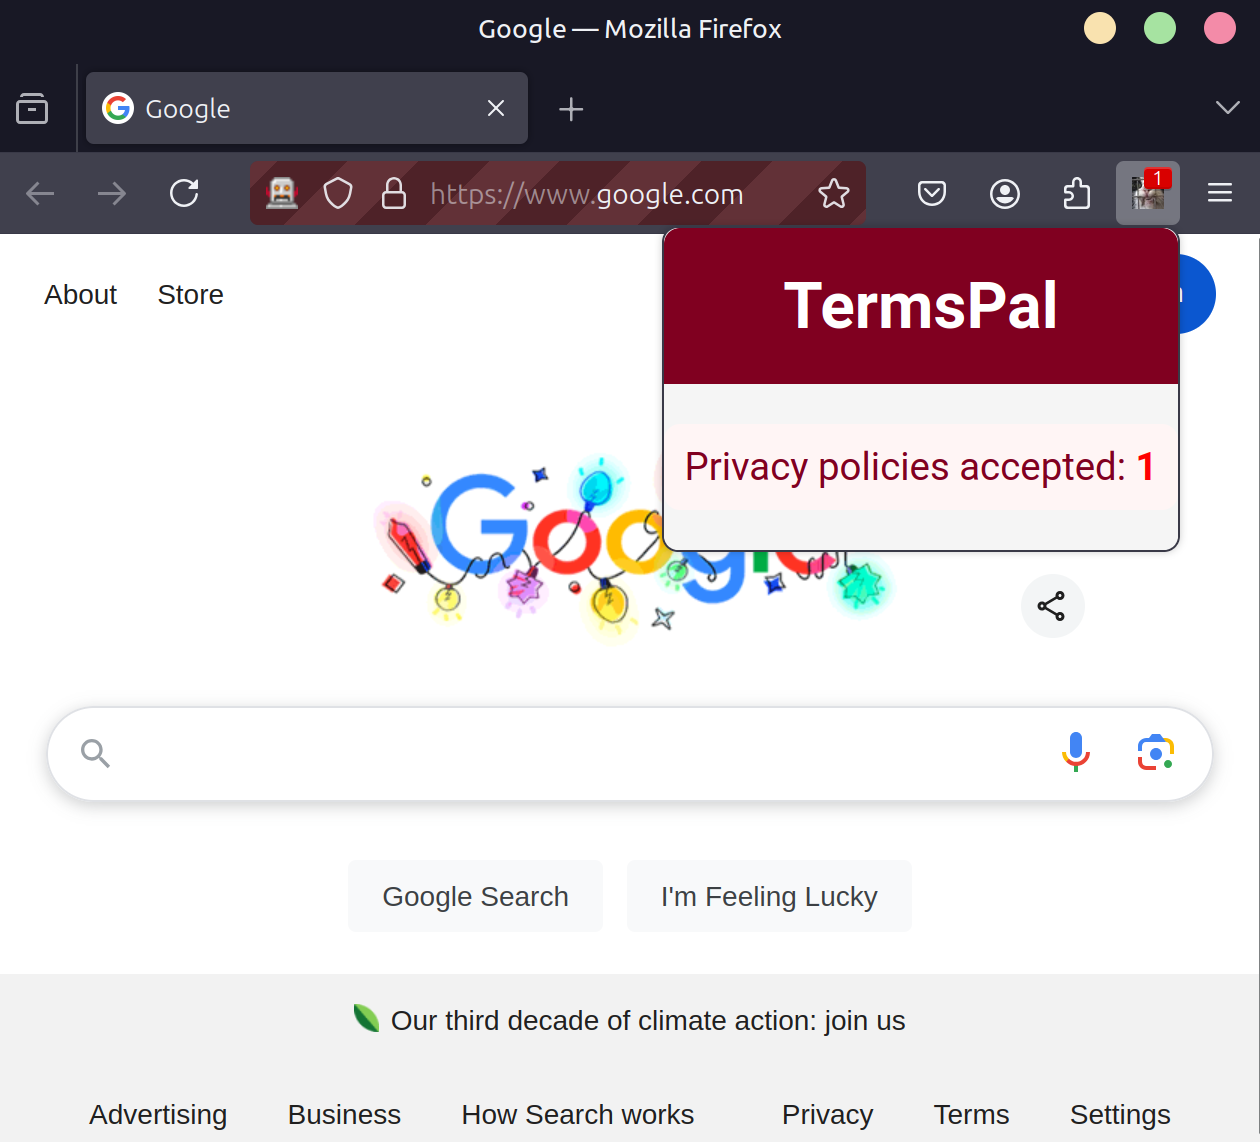 Google — Mozilla Firefox
Google
https://www.google.com
1
About Store
TermsPal
Privacy policies accepted: 1
Google
Google Search I'm Feeling Lucky
Our third decade of climate action: join us
Advertising Business How Search works Privacy Terms Settings